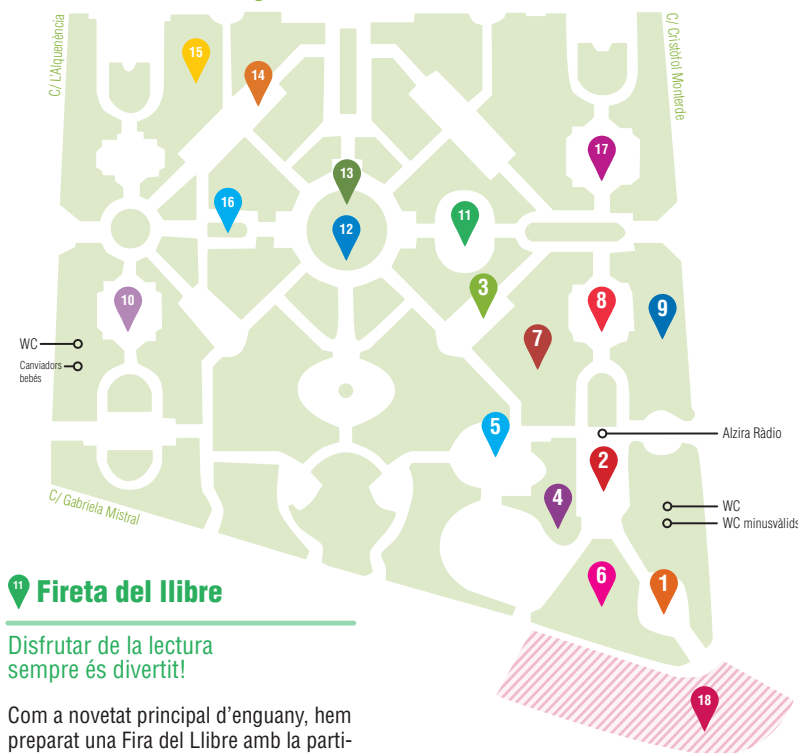 C/ L'Alquenència
C/ Cristòfol Monterde
15
14
17
13
16
11
12
3
10
8
9
7
WC
Canviadors
bebés
5
Alzira Ràdio
2
4
C/ Gabriela Mistral
WC
WC minusvàlids
6
1
11 Fireta del llibre
Disfrutar de la lectura
sempre és divertit!
18
Com a novetat principal d'enguany, hem
preparat una Fira del Llibre amb la parti-